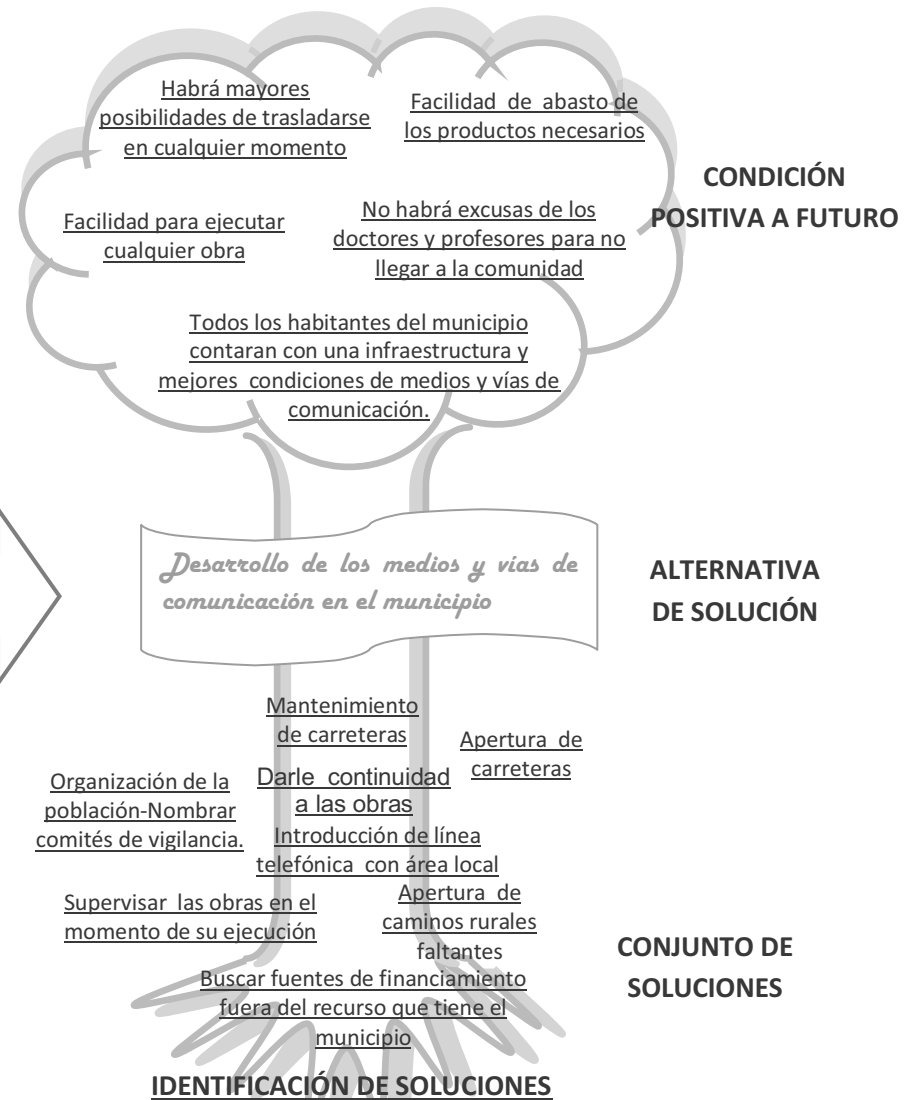 Habrá mayores
posibilidades de trasladarse
en cualquier momento
Facilidad de abasto de
los productos necesarios
CONDICIÓN
POSITIVA A FUTURO
Facilidad para ejecutar
cualquier obra
No habrá excusas de los
doctores y profesores para no
llegar a la comunidad
Todos los habitantes del municipio
contaran con una infraestructura y
mejores condiciones de medios y vías de
comunicación.
Desarrollo de los medios y vías de
comunicación en el municipio
ALTERNATIVA
DE SOLUCIÓN
Mantenimiento
de carreteras
Apertura de
carreteras
Organización de la
población-Nombrar
comités de vigilancia.
Darle continuidad
a las obras
Introducción de línea
telefónica con área local
Supervisar las obras en el
momento de su ejecución
Apertura de
caminos rurales
faltantes
CONJUNTO DE
SOLUCIONES
Buscar fuentes de financiamiento
fuera del recurso que tiene el
municipio
IDENTIFICACIÓN DE SOLUCIONES